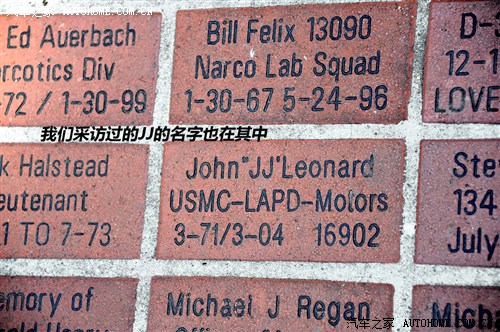 Ed Auerbach
rcotics Div
-72 / 1-30-99
Bill Felix 13090
Narco Lab Squad
1-30-67 5-24-96
D-
12-1
LOVE
我们采访过的JJ的名字也在其中
k Halstead
eutenant
1 TO 7-73
John"JJ'Leonard
USMC-LAPD-Motors
3-71/3-04 16902
Ste
134
July
emory of
Michael J Regan
Mich
汽车之家
AUTOHOME.COM.CN